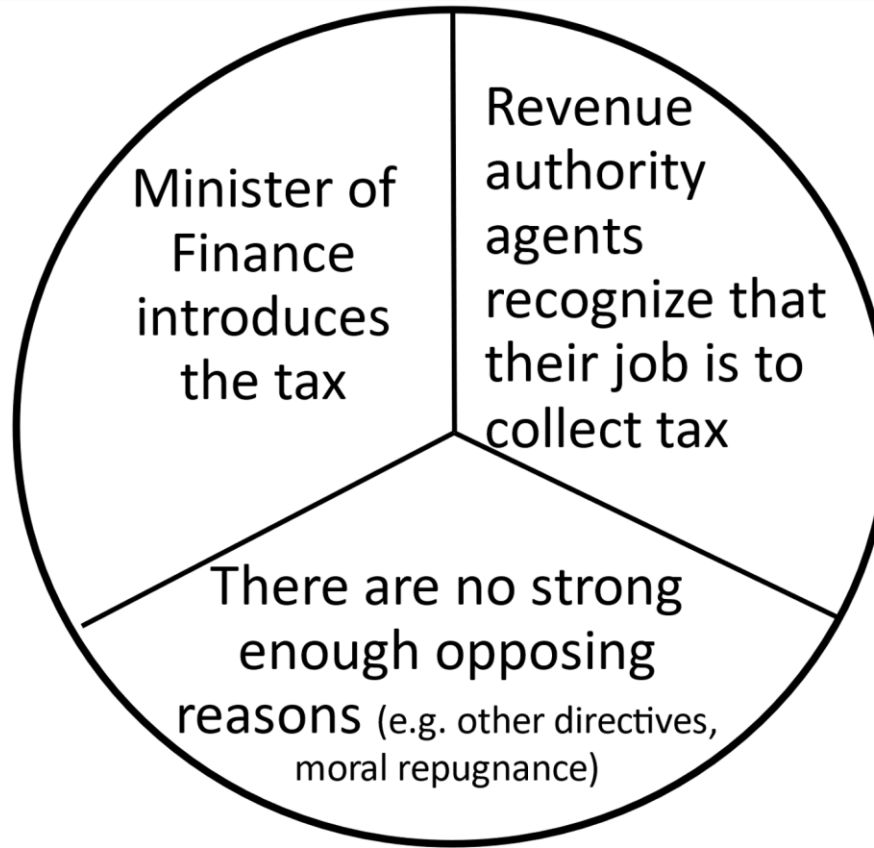 Minister of
Finance
introduces
the tax
Revenue
authority
agents
recognize that
their job is to
collect tax
There are no strong
enough opposing
reasons (e.g. other directives,
moral repugnance)